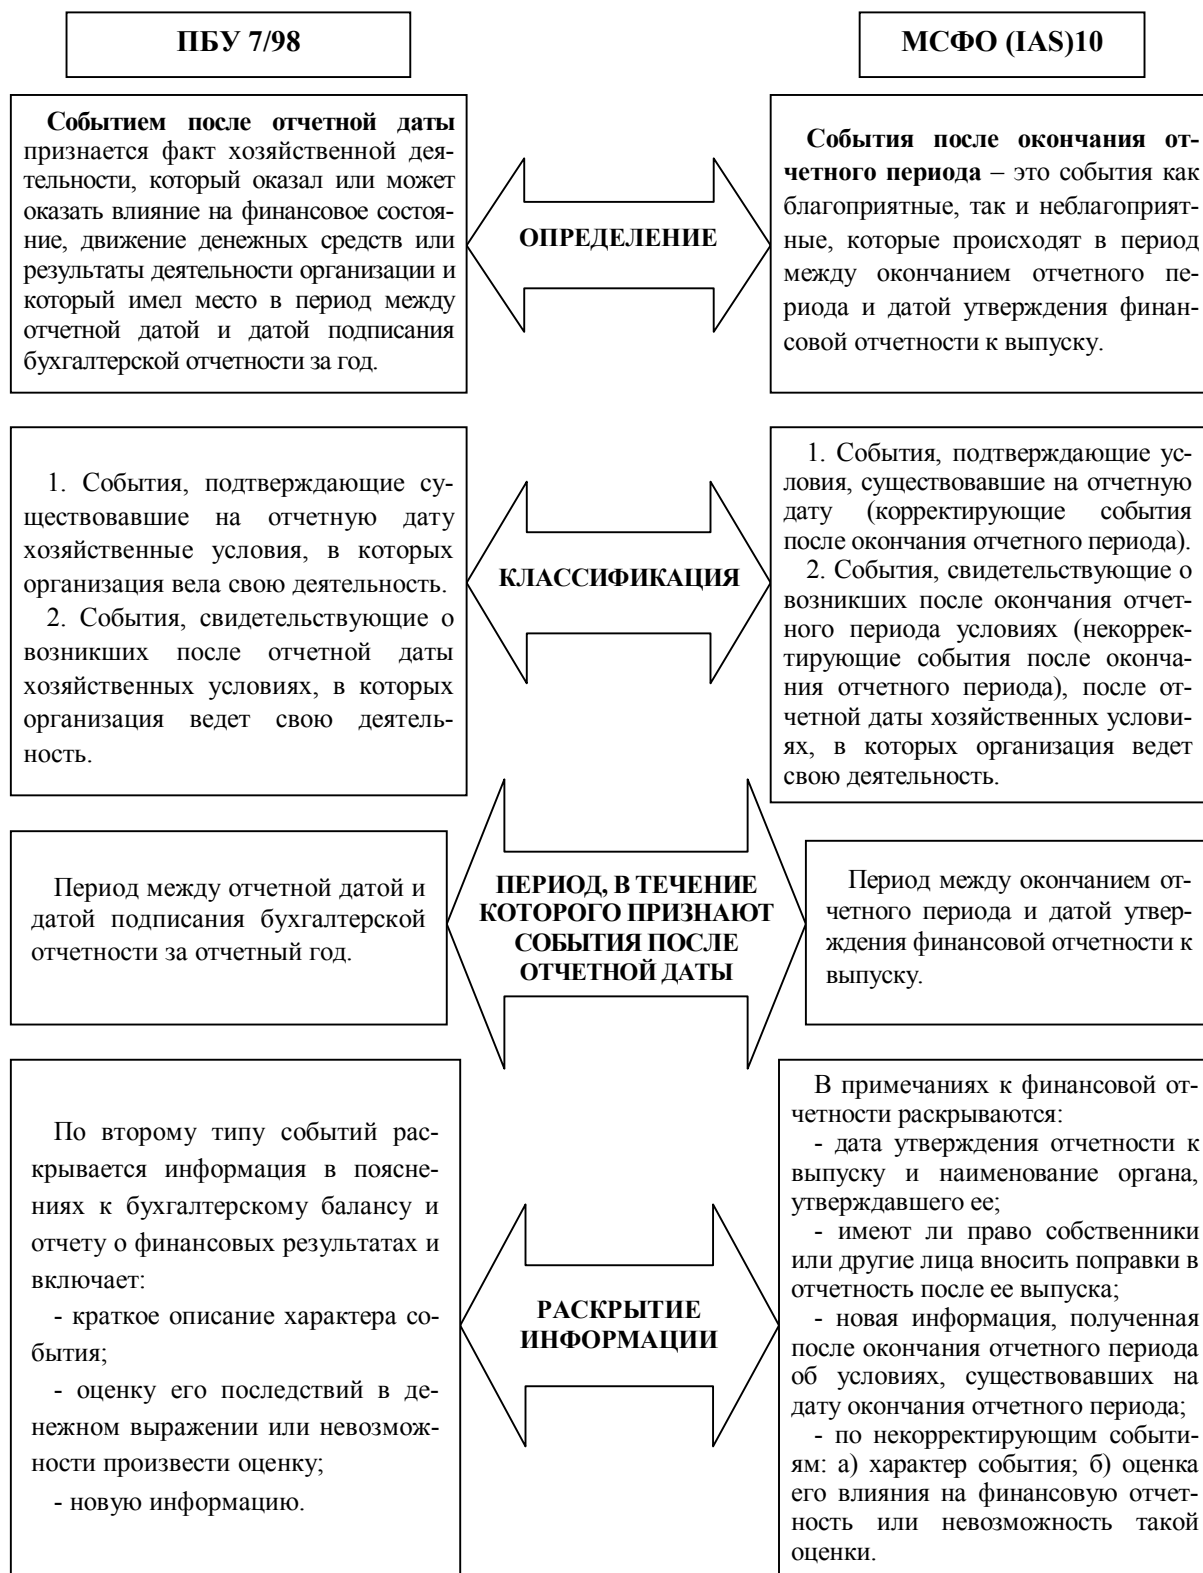 ПБУ 7/98
МСФО (IAS)10
Событием после отчетной даты
признается факт хозяйственной дея-
тельности, который оказал или может
оказать влияние на финансовое состоя-
ние, движение денежных средств или
результаты деятельности организации и
который имел место в период между
отчетной датой и датой подписания
бухгалтерской отчетности за год.
ОПРЕДЕЛЕНИЕ
События после окончания от-
четного периода – это события как
благоприятные, так и неблагоприят-
ные, которые происходят в период
между окончанием отчетного пе-
риода и датой утверждения финан-
совой отчетности к выпуску.
1. События, подтверждающие су-
ществовавшие на отчетную дату
хозяйственные условия, в которых
организация вела свою деятельность.
2. События, свидетельствующие о
возникших после отчетной даты
хозяйственных условиях, в которых
организация ведет свою деятель-
ность.
КЛАССИФИКАЦИЯ
1. События, подтверждающие ус-
ловия, существовавшие на отчетную
дату (корректирующие события
после окончания отчетного периода).
2. События, свидетельствующие о
возникших после окончания отчет-
ного периода условиях (некоррек-
тирующие события после оконча-
ния отчетного периода), после от-
четной даты хозяйственных услови-
ях, в которых организация ведет
свою деятельность.
Период между отчетной датой и
датой подписания бухгалтерской
отчетности за отчетный год.
ПЕРИОД, В ТЕЧЕНИЕ
КОТОРОГО ПРИЗНАЮТ
СОБЫТИЯ ПОСЛЕ
ОТЧЕТНОЙ ДАТЫ
Период между окончанием от-
четного периода и датой утвер-
ждения финансовой отчетности к
выпуску.
По второму типу событий рас-
крывается информация в поясне-
ниях к бухгалтерскому балансу и
отчету о финансовых результатах и
включает:
- краткое описание характера со-
бытия;
- оценку его последствий в де-
нежном выражении или невозмож-
ности произвести оценку;
- новую информацию.
РАСКРЫТИЕ
ИНФОРМАЦИИ
В примечаниях к финансовой от-
четности раскрываются:
- дата утверждения отчетности к
выпуску и наименование органа,
утверждавшего ее;
- имеют ли право собственники
или другие лица вносить поправки в
отчетность после ее выпуска;
- новая информация, полученная
после окончания отчетного периода
об условиях, существовавших на
дату окончания отчетного периода;
- по некорректирующим событи-
ям: а) характер события; б) оценка
его влияния на финансовую отчет-
ность или невозможность такой
оценки.